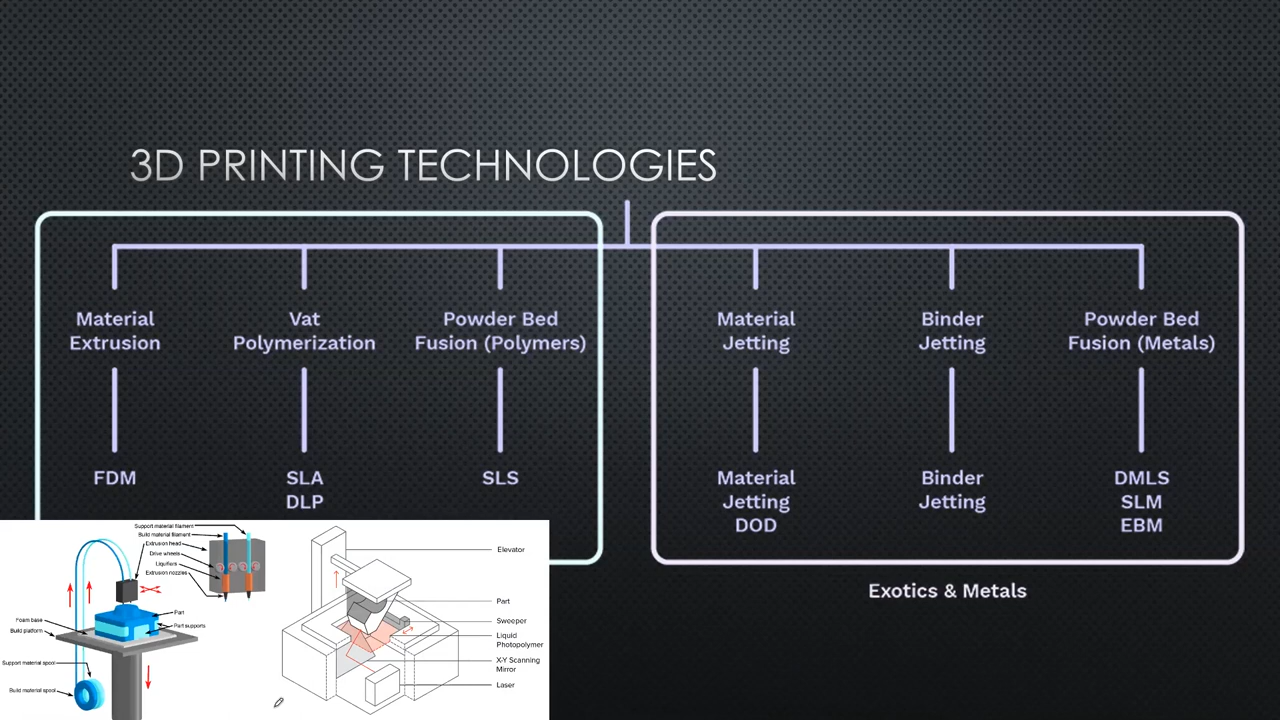 3D PRINTING TECHNOLOGIES
Material
Extrusion
Vat
Polymerization
Powder Bed
Fusion (Polymers)
Material
Jetting
Binder
Jetting
Powder Bed
Fusion (Metals)
FDM
SLA
DLP
SLS
Material
Jetting
DOD
Binder
Jetting
DMLS
SLM
EBM
Exotics & Metals
Support material filament
Build material filament
Extrusion head
Drive wheels
Liquifiers
Extrusion nozzles
Part
Part supports
Foam base
Build platform
Support material spool
Build material spool
Elevator
Part
Sweeper
Liquid
Photopolymer
X-Y Scanning
Mirror
Laser